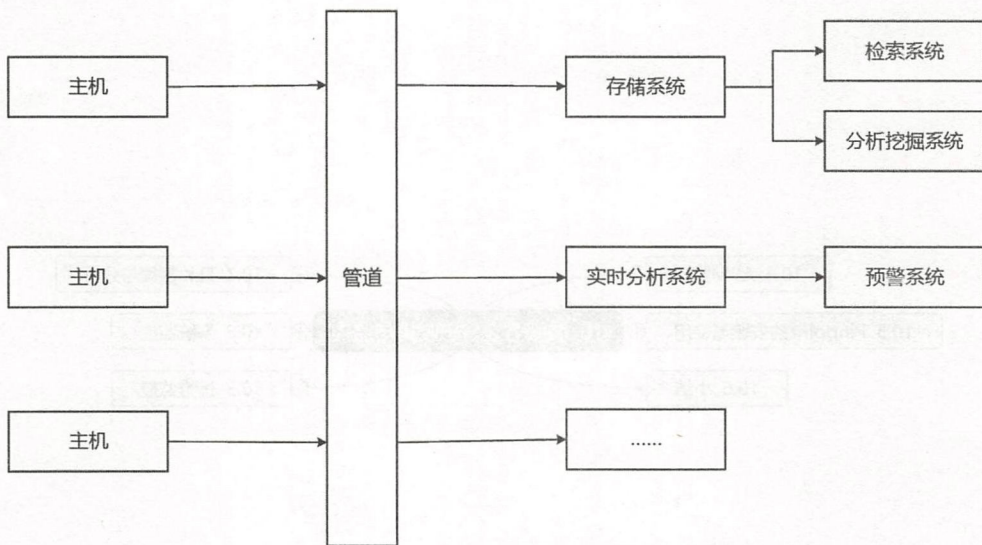 检索系统
主机
存储系统
分析挖掘系统
主机
管道
实时分析系统
预警系统
主机
......